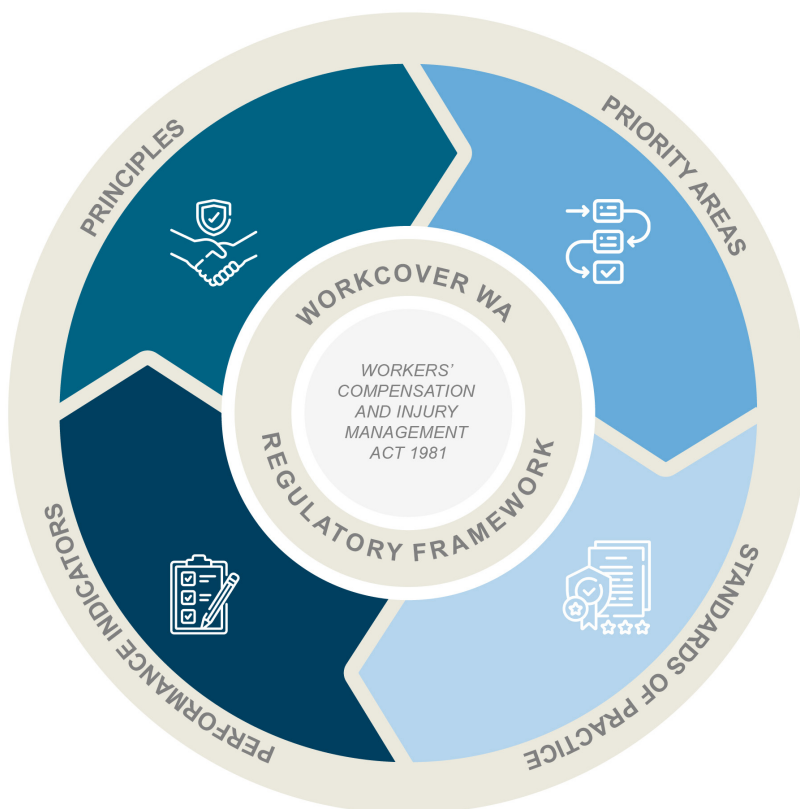 PRINCIPLES
PRIORITY AREAS
WORKCOVER WA
WORKERS'
COMPENSATION
AND INJURY
MANAGEMENT
ACT 1981
REGULATORY FRAMEWORK
PERFORMANCE INDICATORS
STANDARDS OF PRACTICE